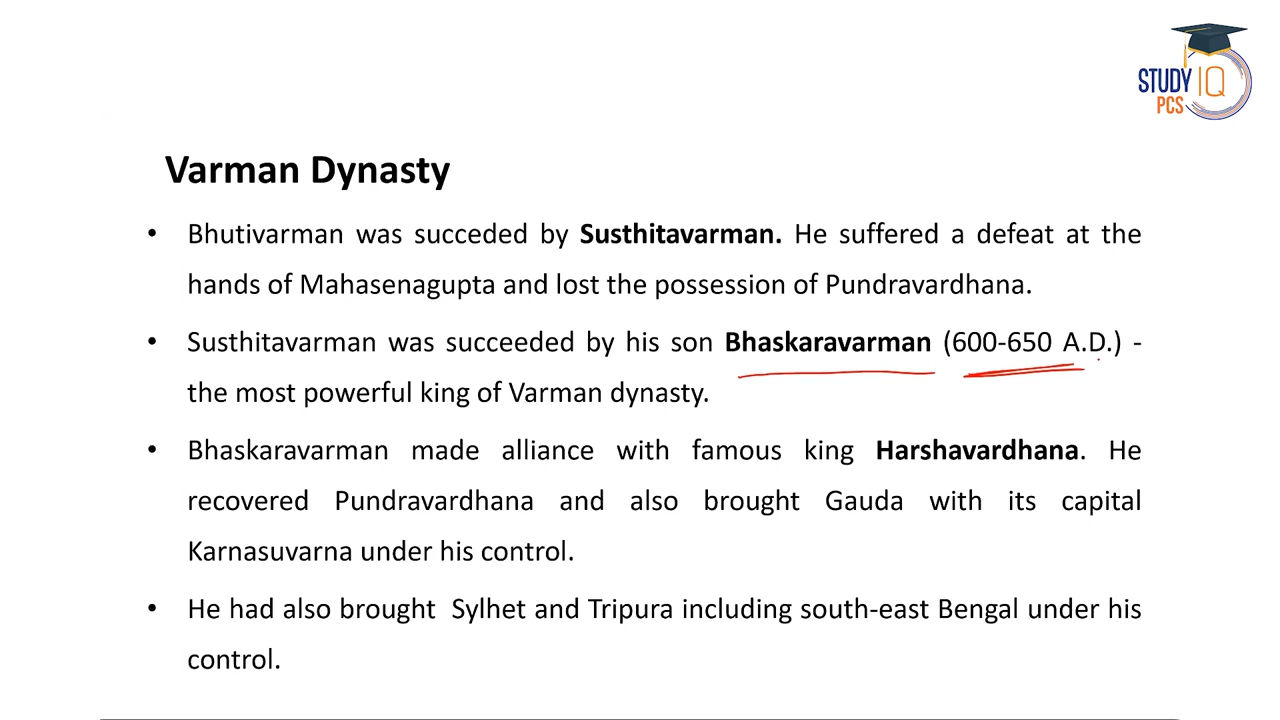 STUDY IQ
PCS
Varman Dynasty
• Bhutivarman was succeded by Susthitavarman. He suffered a defeat at the
hands of Mahasenagupta and lost the possession of Pundravardhana.
• Susthitavarman was succeeded by his son Bhaskaravarman (600-650 A.D.) -
the most powerful king of Varman dynasty.
• Bhaskaravarman made alliance with famous king Harshavardhana. He
recovered Pundravardhana and also brought Gauda with its capital
Karnasuvarna under his control.
• He had also brought Sylhet and Tripura including south-east Bengal under his
control.